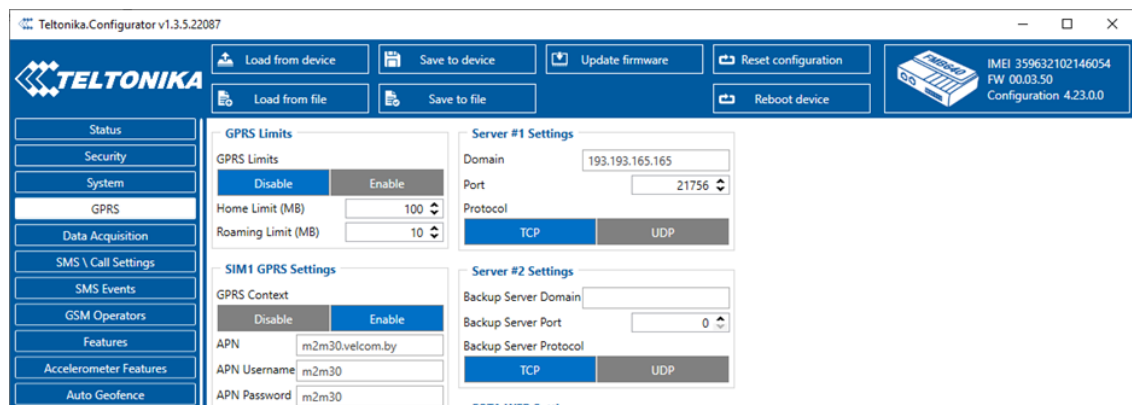 Teltonika.Configurator v1.3.5.22087
TELTONIKA
Load from device
Save to device
Update firmware
Reset configuration
Load from file
Save to file
Reboot device
FMB640
IMEI 359632102146054
FW 00.03.50
Configuration 4.23.0.0
Status
Security
System
GPRS
Data Acquisition
SMS \ Call Settings
SMS Events
GSM Operators
Features
Accelerometer Features
Auto Geofence
GPRS Limits
GPRS Limits
Disable Enable
Home Limit (MB) 100
Roaming Limit (MB) 10
SIM1 GPRS Settings
GPRS Context
Disable Enable
APN m2m30.velcom.by
APN Username m2m30
APN Password m2m30
Server #1 Settings
Domain 193.193.165.165
Port 21756
Protocol
TCP UDP
Server #2 Settings
Backup Server Domain
Backup Server Port 0
Backup Server Protocol
TCP UDP